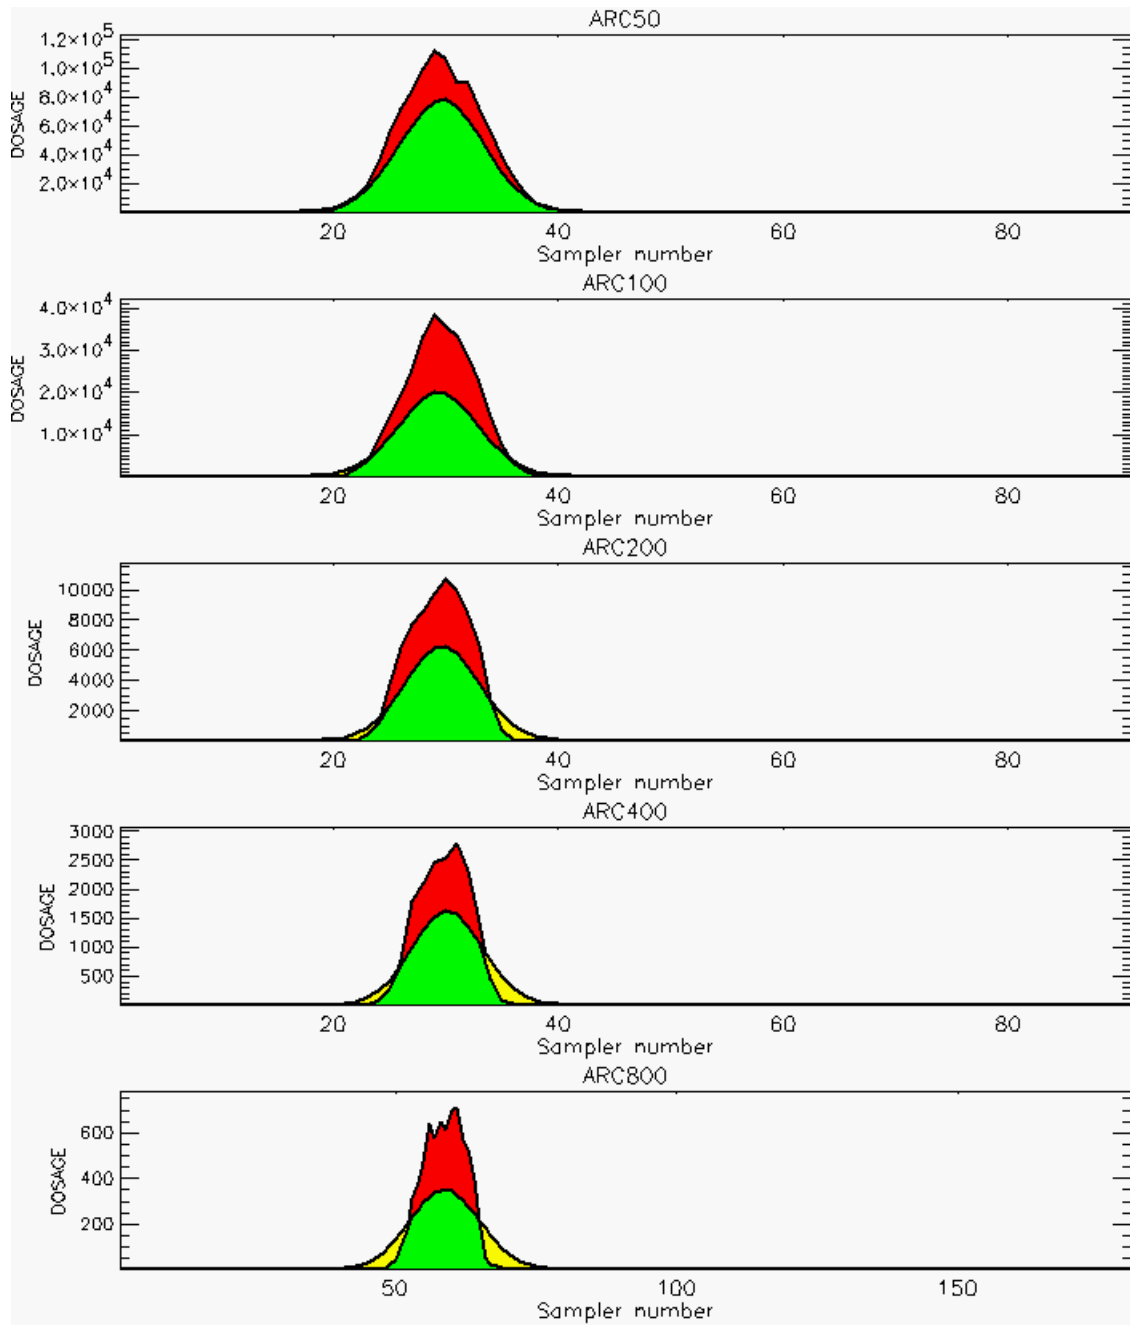 ARC50
1.2×10^5
1.0×10^5
8.0×10^4
6.0×10^4
4.0×10^4
2.0×10^4
DOSAGE
20 40 60 80
Sampler number
ARC100
4.0×10^4
3.0×10^4
2.0×10^4
1.0×10^4
DOSAGE
20 40 60 80
Sampler number
ARC200
10000
8000
6000
4000
2000
DOSAGE
20 40 60 80
Sampler number
ARC400
3000
2500
2000
1500
1000
500
DOSAGE
20 40 60 80
Sampler number
ARC800
600
400
200
DOSAGE
50 100 150
Sampler number